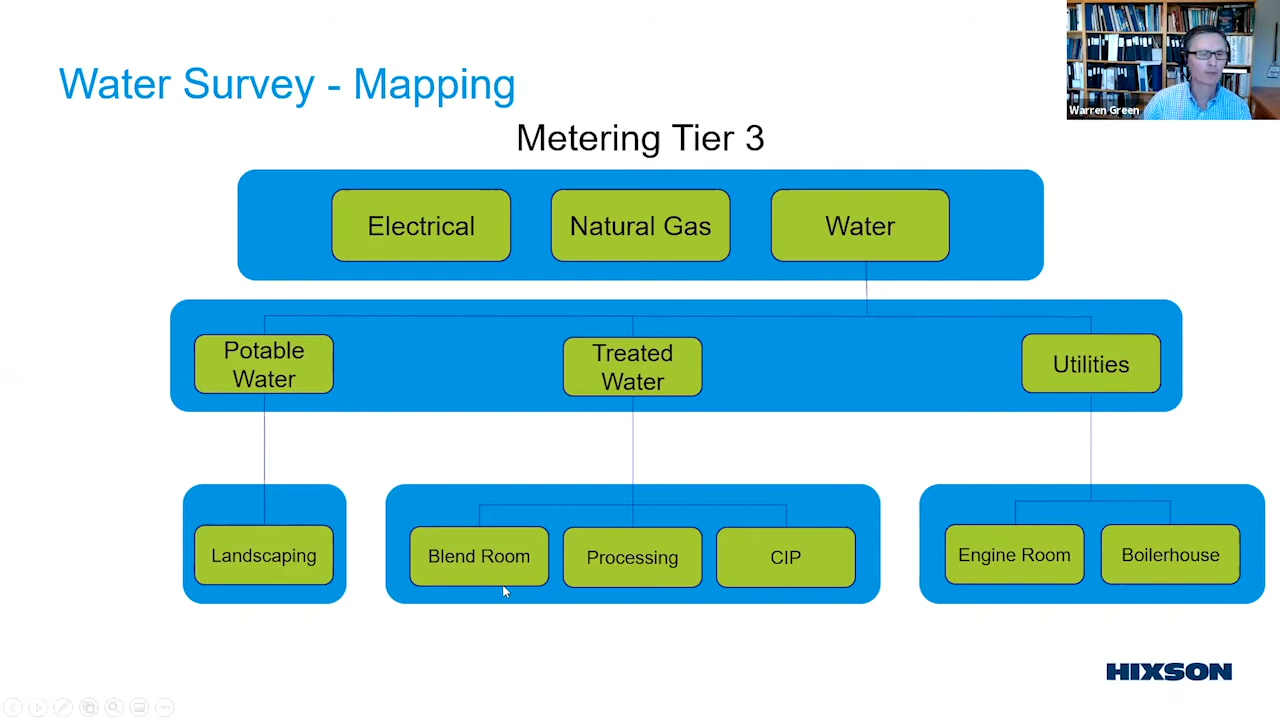 Water Survey - Mapping
Warren Green
Metering Tier 3
Electrical
Natural Gas
Water
Potable
Water
Treated
Water
Utilities
Landscaping
Blend Room
Processing
CIP
Engine Room
Boilerhouse
HIXSON